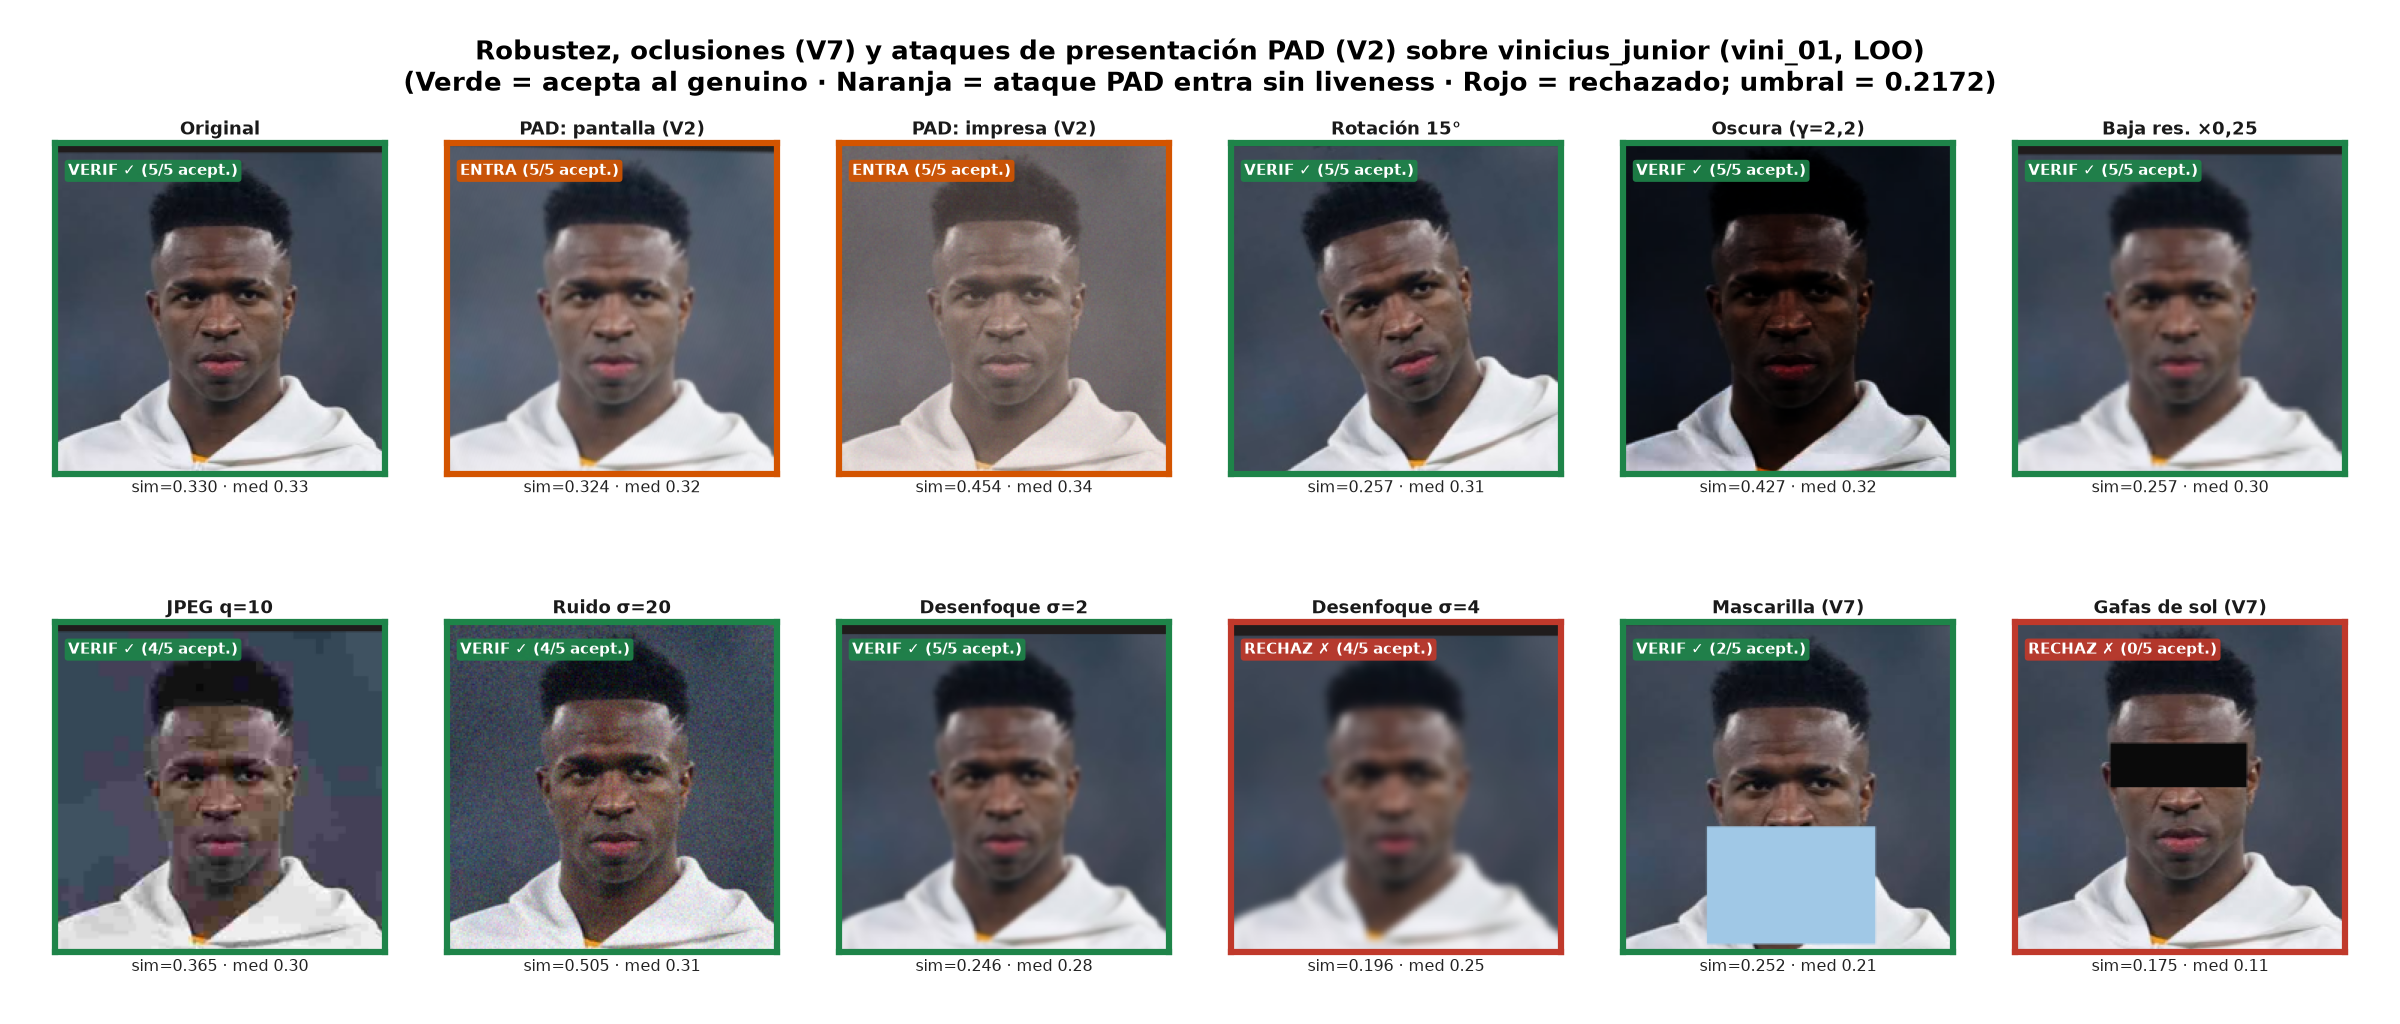 Robustez, oclusiones (V7) y ataques de presentación PAD (V2) sobre vinicius_junior (vini_01, LOO)
(Verde = acepta al genuino · Naranja = ataque PAD entra sin liveness · Rojo = rechazado; umbral = 0.2172)
Original
VERIF ✓ (5/5 acept.)
sim=0.330 · med 0.33
PAD: pantalla (V2)
ENTRA (5/5 acept.)
sim=0.324 · med 0.32
PAD: impresa (V2)
ENTRA (5/5 acept.)
sim=0.454 · med 0.34
Rotación 15°
VERIF ✓ (5/5 acept.)
sim=0.257 · med 0.31
Oscura (γ=2,2)
VERIF ✓ (5/5 acept.)
sim=0.427 · med 0.32
Baja res. ×0,25
VERIF ✓ (5/5 acept.)
sim=0.257 · med 0.30
JPEG q=10
VERIF ✓ (4/5 acept.)
sim=0.365 · med 0.30
Ruido σ=20
VERIF ✓ (4/5 acept.)
sim=0.505 · med 0.31
Desenfoque σ=2
VERIF ✓ (5/5 acept.)
sim=0.246 · med 0.28
Desenfoque σ=4
RECHAZ ✗ (4/5 acept.)
sim=0.196 · med 0.25
Mascarilla (V7)
VERIF ✓ (2/5 acept.)
sim=0.252 · med 0.21
Gafas de sol (V7)
RECHAZ ✗ (0/5 acept.)
sim=0.175 · med 0.11